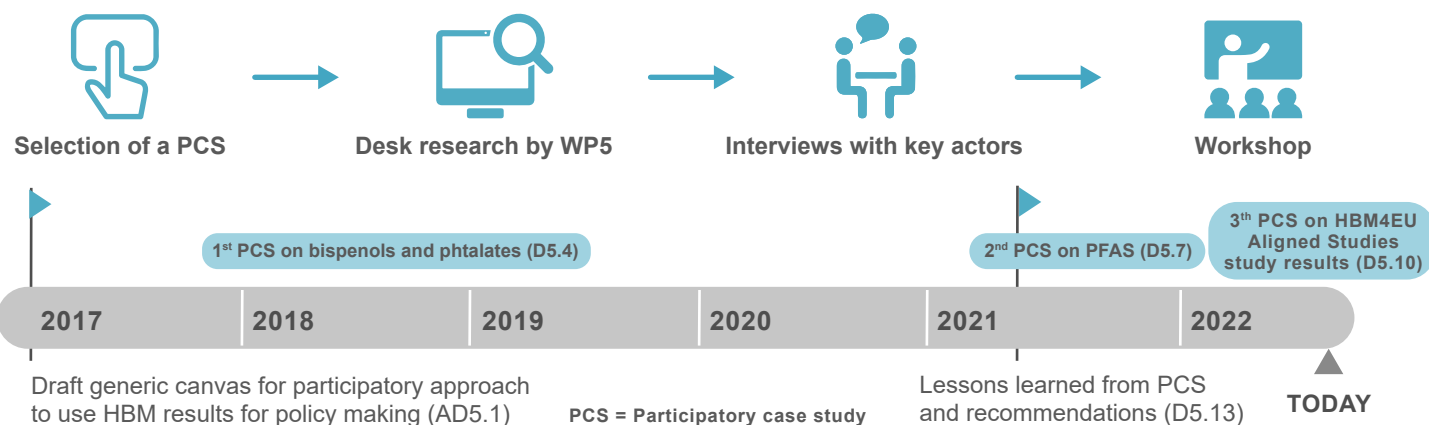 Selection of a PCS
Desk research by WP5
Interviews with key actors
Workshop
1st PCS on bispenols and phtalates (D5.4)
2nd PCS on PFAS (D5.7)
3th PCS on HBM4EU
Aligned Studies
study results (D5.10)
2017
2018
2019
2020
2021
2022
Draft generic canvas for participatory approach
to use HBM results for policy making (AD5.1)
PCS = Participatory case study
Lessons learned from PCS
and recommendations (D5.13)
TODAY